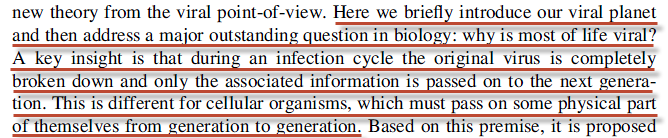 new theory from the viral point-of-view. Here we briefly introduce our viral planet
and then address a major outstanding question in biology: why is most of life viral?
A key insight is that during an infection cycle the original virus is completely
broken down and only the associated information is passed on to the next genera-
tion. This is different for cellular organisms, which must pass on some physical part
of themselves from generation to generation. Based on this premise, it is proposed